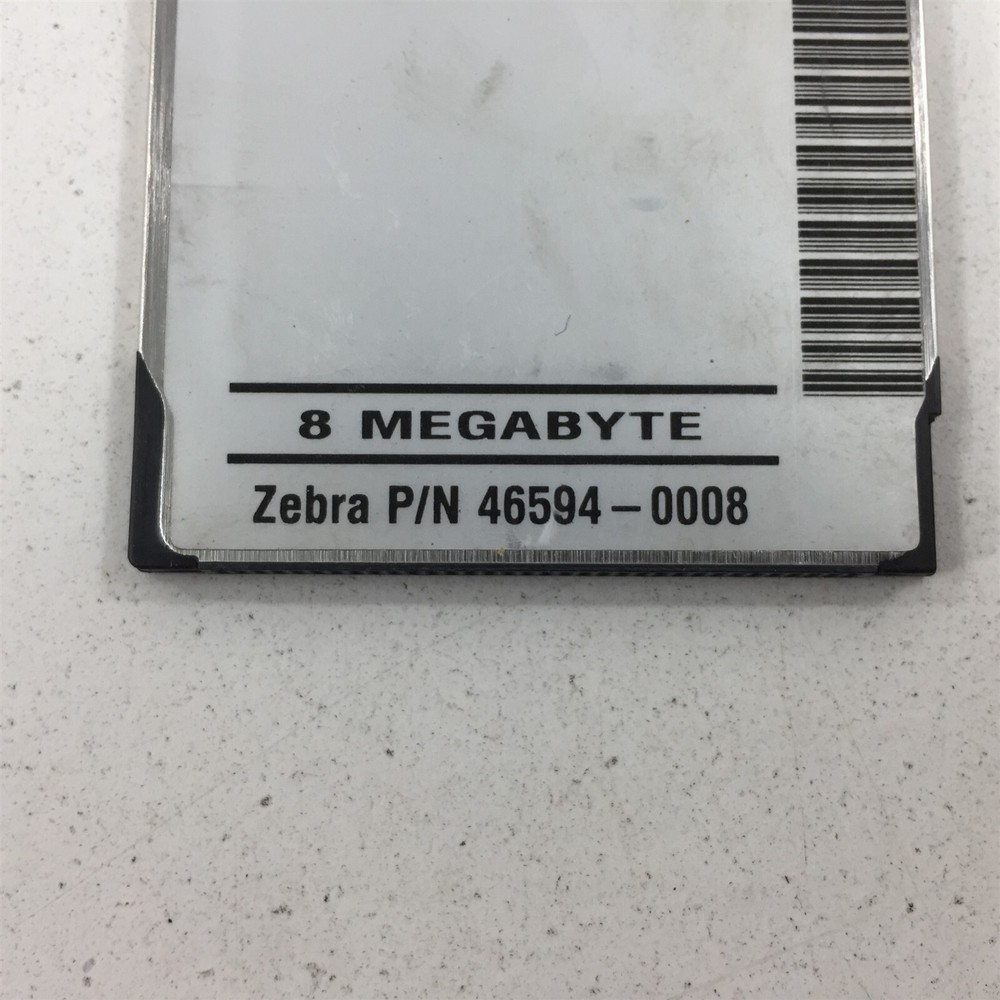 8 MEGABYTE
Zebra P/N 46594-0008